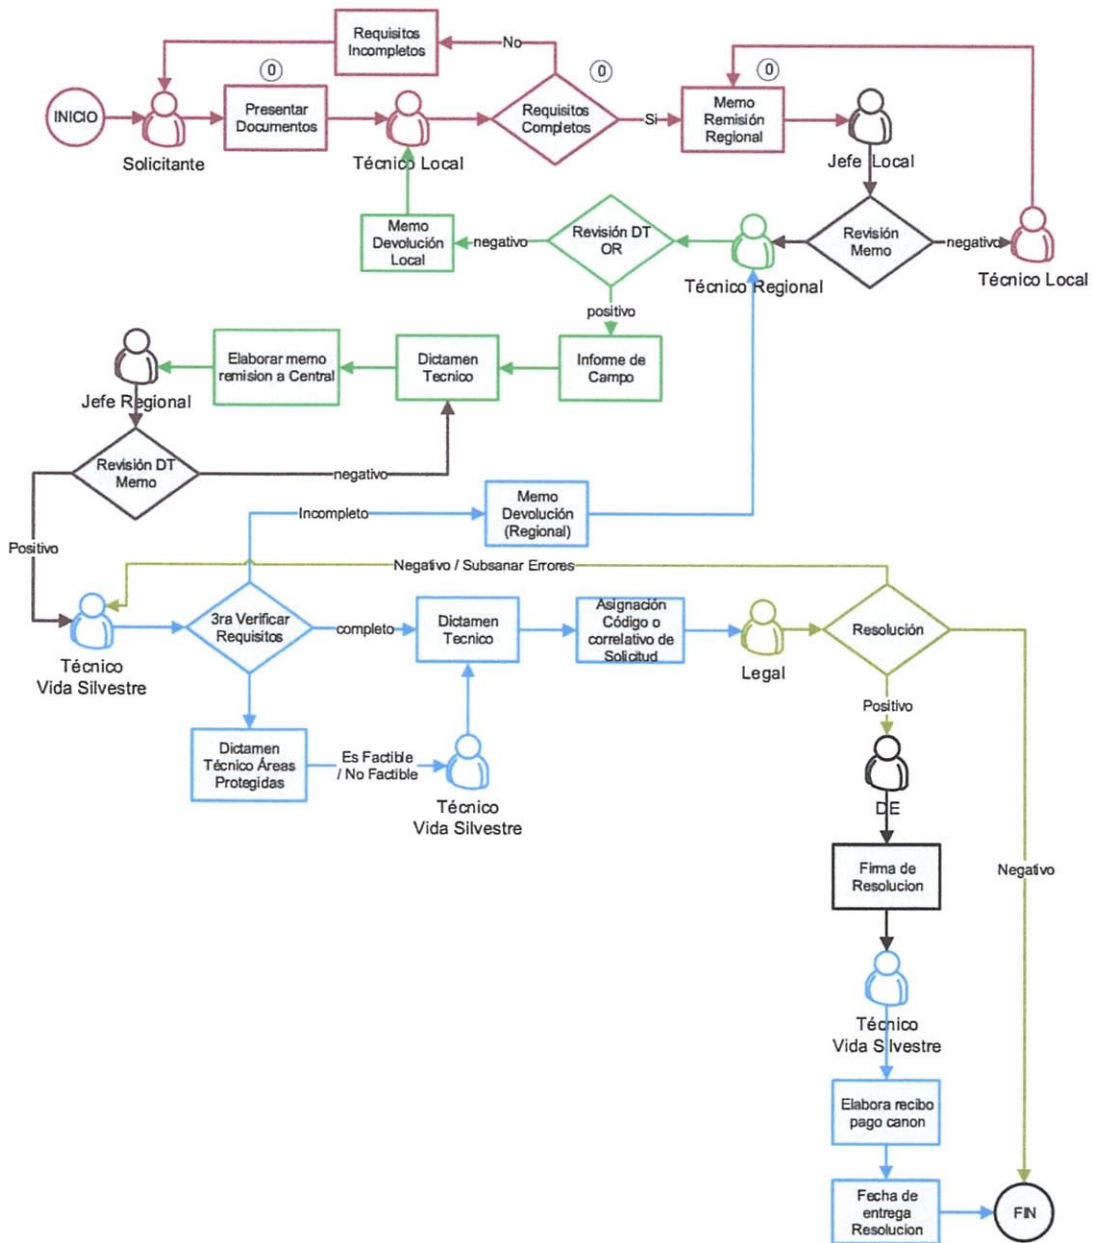 Requisitos
Incompletos
No
0
0
0
INICIO
Presentar
Documentos
Requisitos
Completos
Si
Memo
Remisión
Regional
Solicitante
Técnico Local
Jefe Local
Memo
Devolución
Local
negativo
Revisión DT
OR
Revisión
Memo
negativo
Técnico Regional
Técnico Local
positivo
Elaborar memo
remision a Central
Dictamen
Tecnico
Informe de
Campo
Jefe Regional
Revisión DT
Memo
negativo
Incompleto
Memo
Devolución
(Regional)
Positivo
Negativo / Subsanar Errores
3ra Verificar
Requisitos
completo
Dictamen
Tecnico
Asignación
Código o
correlativo de
Solicitud
Resolución
Técnico
Vida Silvestre
Legal
Positivo
Dictamen
Técnico Áreas
Protegidas
Es Factible
/ No Factible
Técnico
Vida Silvestre
DE
Firma de
Resolucion
Negativo
Técnico
Vida Silvestre
Elabora recibo
pago canon
Fecha de
entrega
Resolucion
FIN